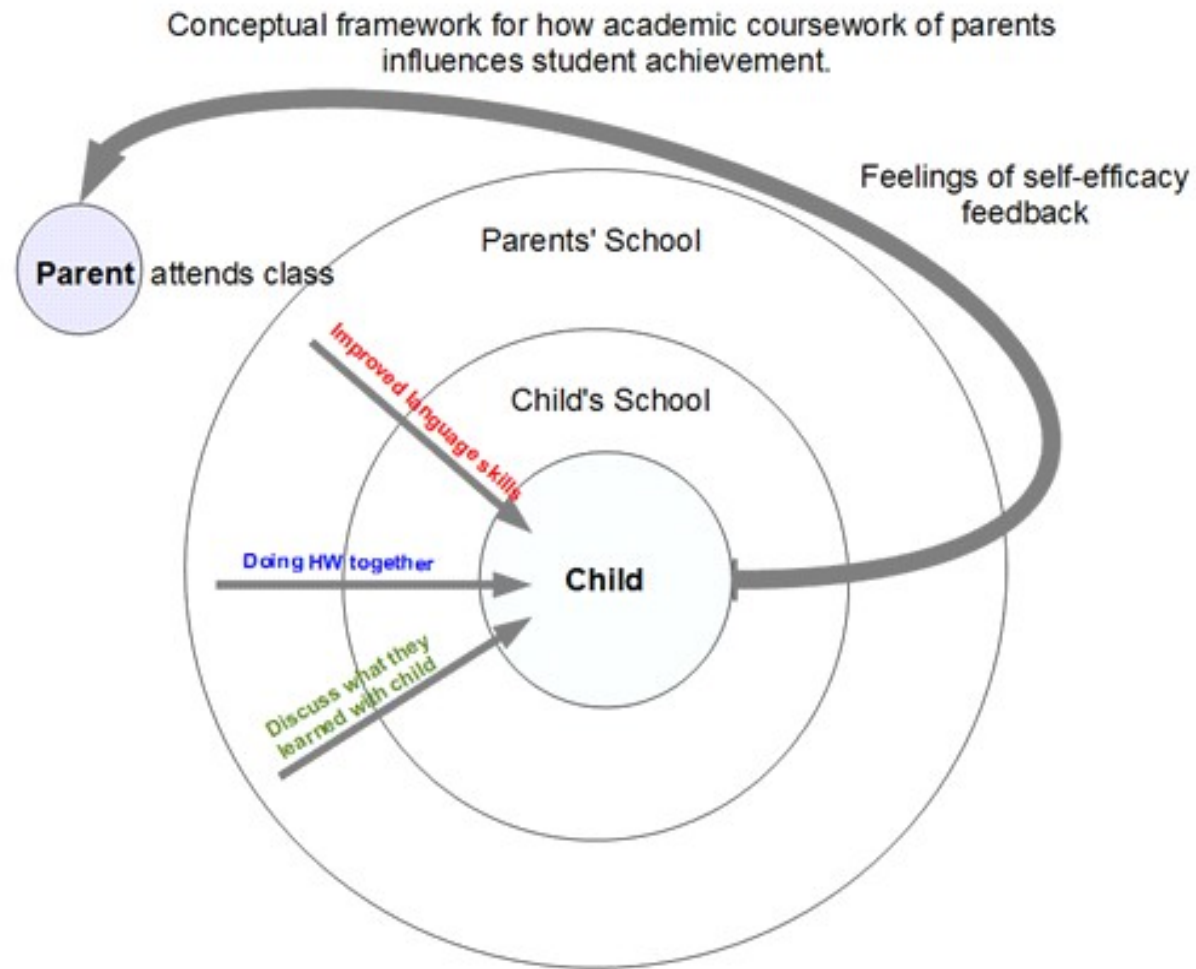 Conceptual framework for how academic coursework of parents
influences student achievement.
Feelings of self-efficacy
feedback
Parents' School
Parent attends class
Improved language skills
Child's School
Doing HW together
Child
Discuss what they
learned with child